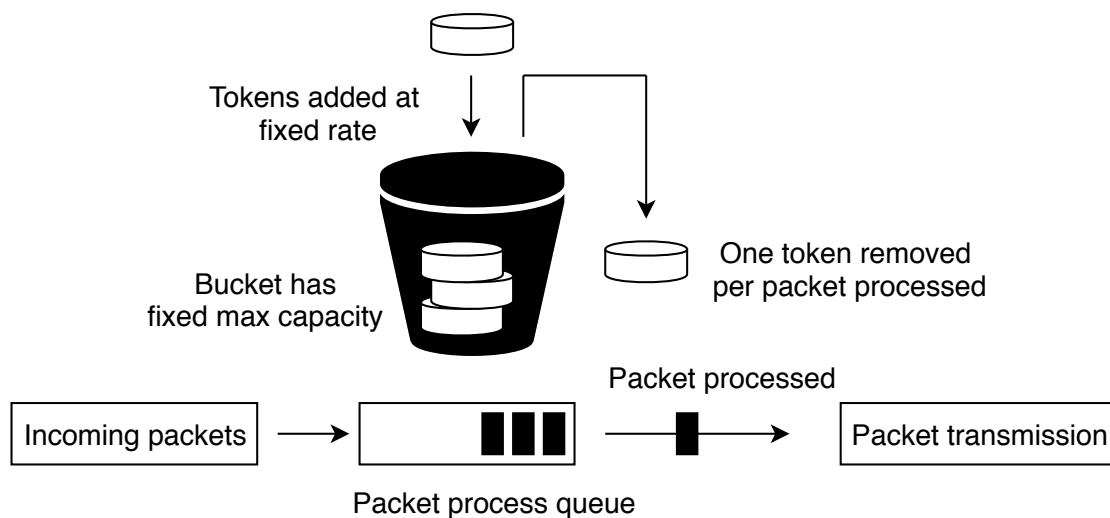 Tokens added at
fixed rate
One token removed
per packet processed
Bucket has
fixed max capacity
Packet processed
Incoming packets
Packet transmission
Packet process queue